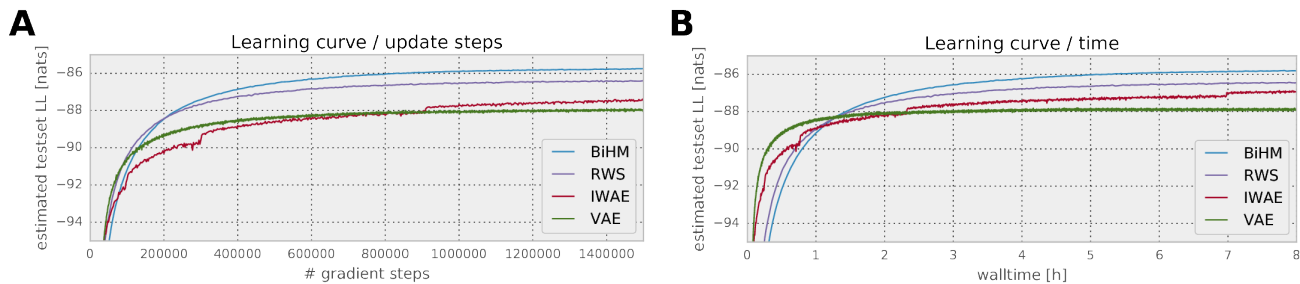 A
Learning curve / update steps
estimated testset LL [nats]
−86
−88
−90
−92
−94
0 200000 400000 600000 800000 1000000 1200000 1400000
# gradient steps
BiHM
RWS
IWAE
VAE
B
Learning curve / time
estimated testset LL [nats]
−86
−88
−90
−92
−94
0 1 2 3 4 5 6 7 8
walltime [h]
BiHM
RWS
IWAE
VAE